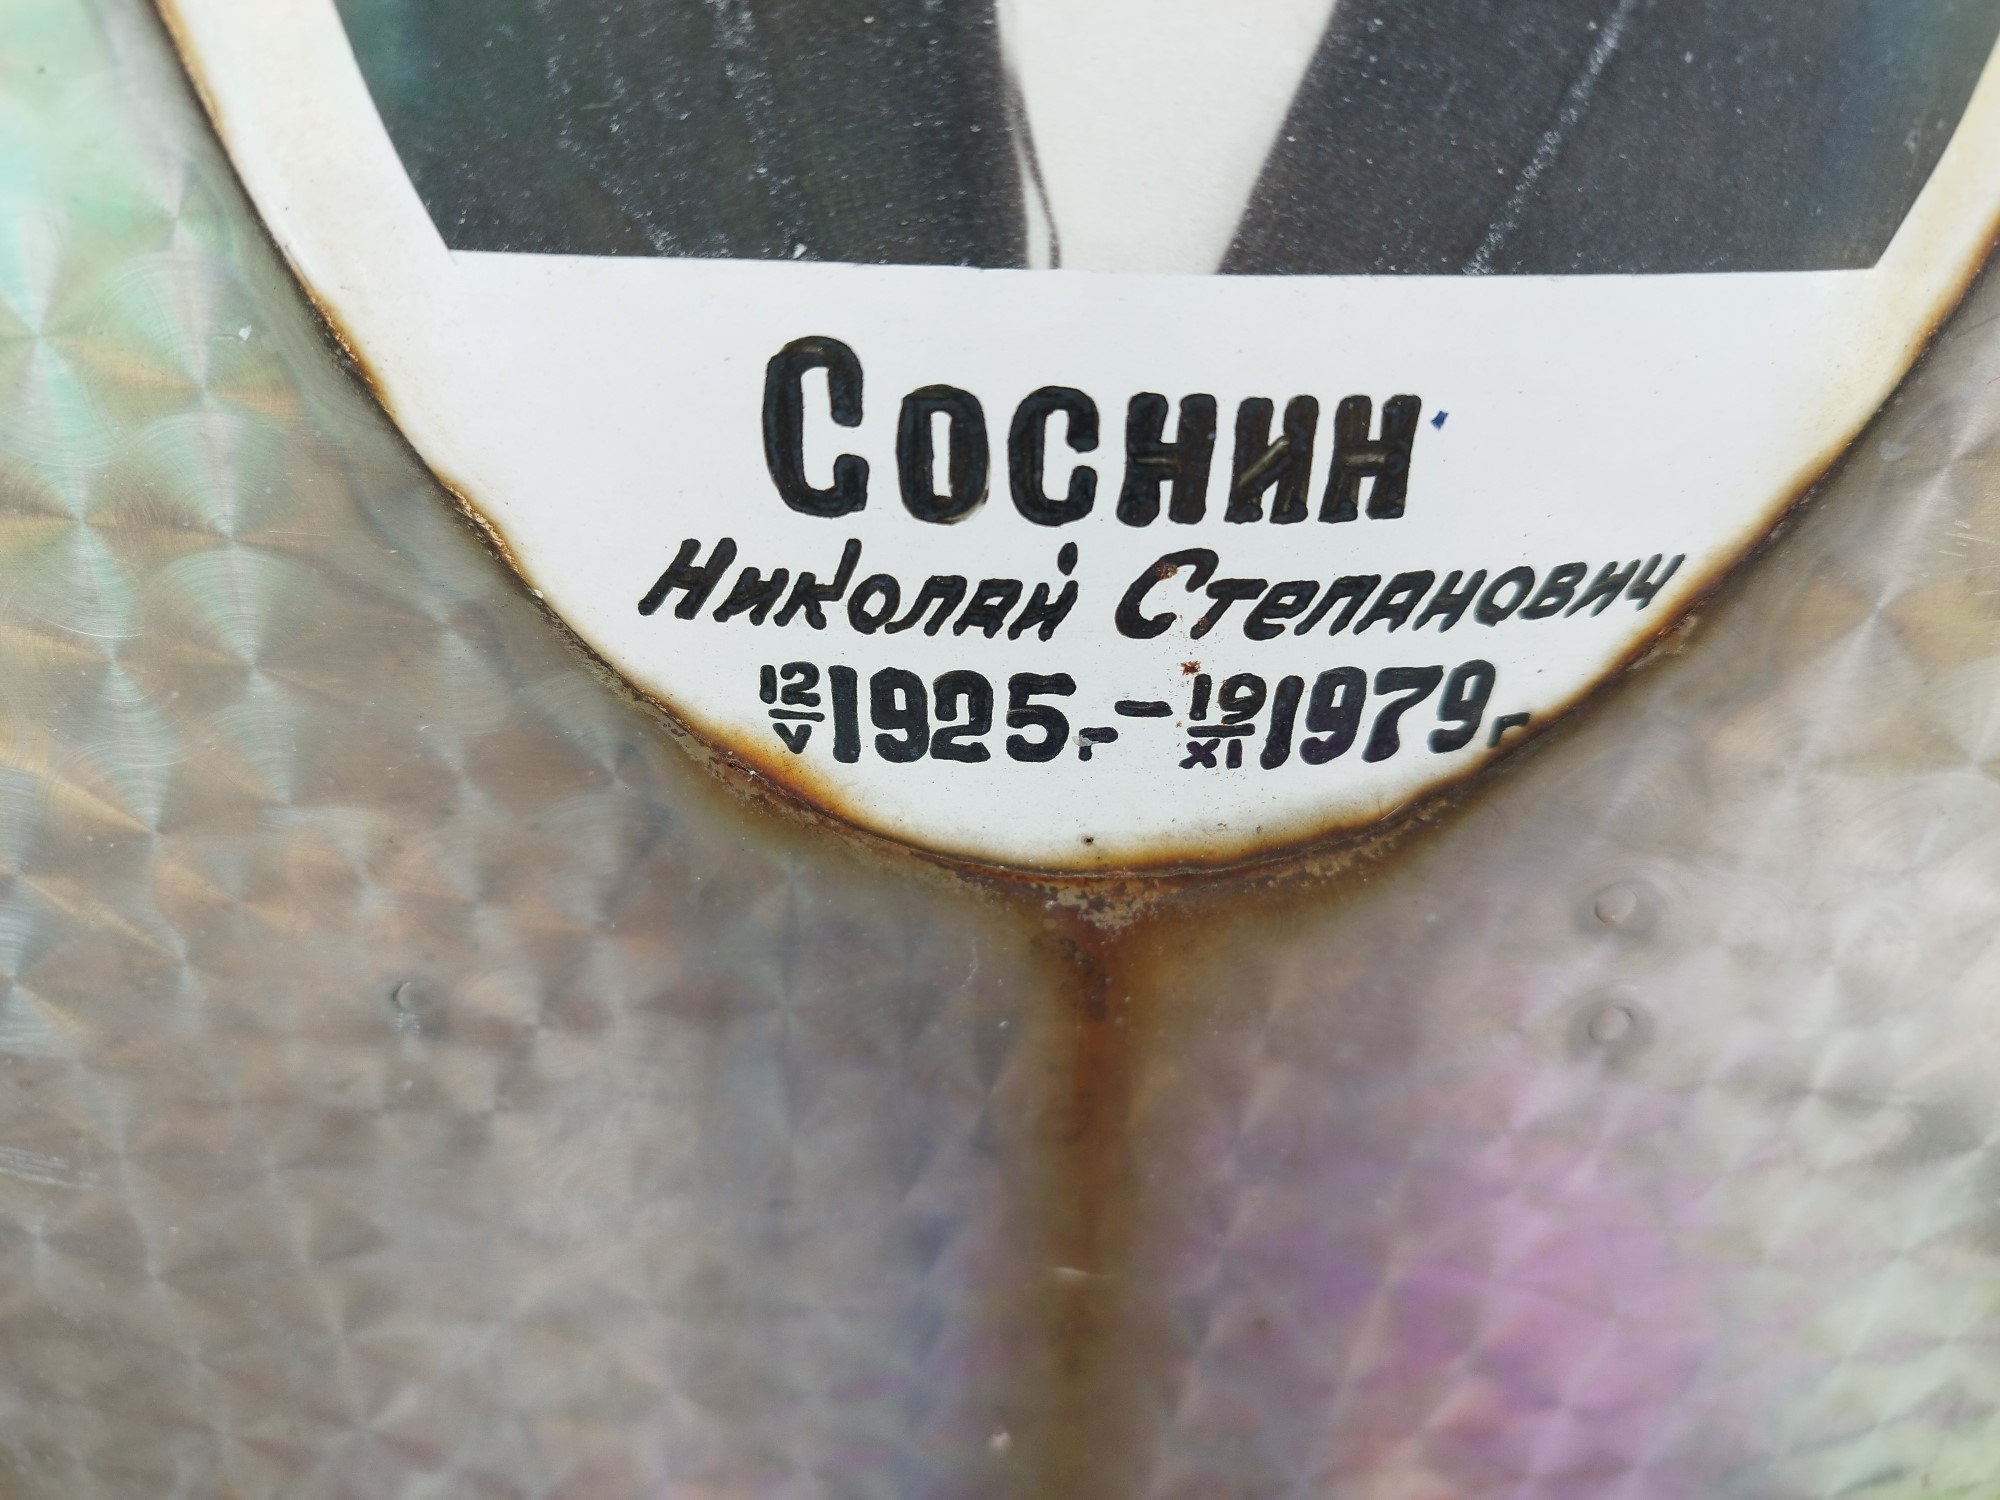 Соснин
Николай Степанович
12/V 1925г-19/XI 1979г